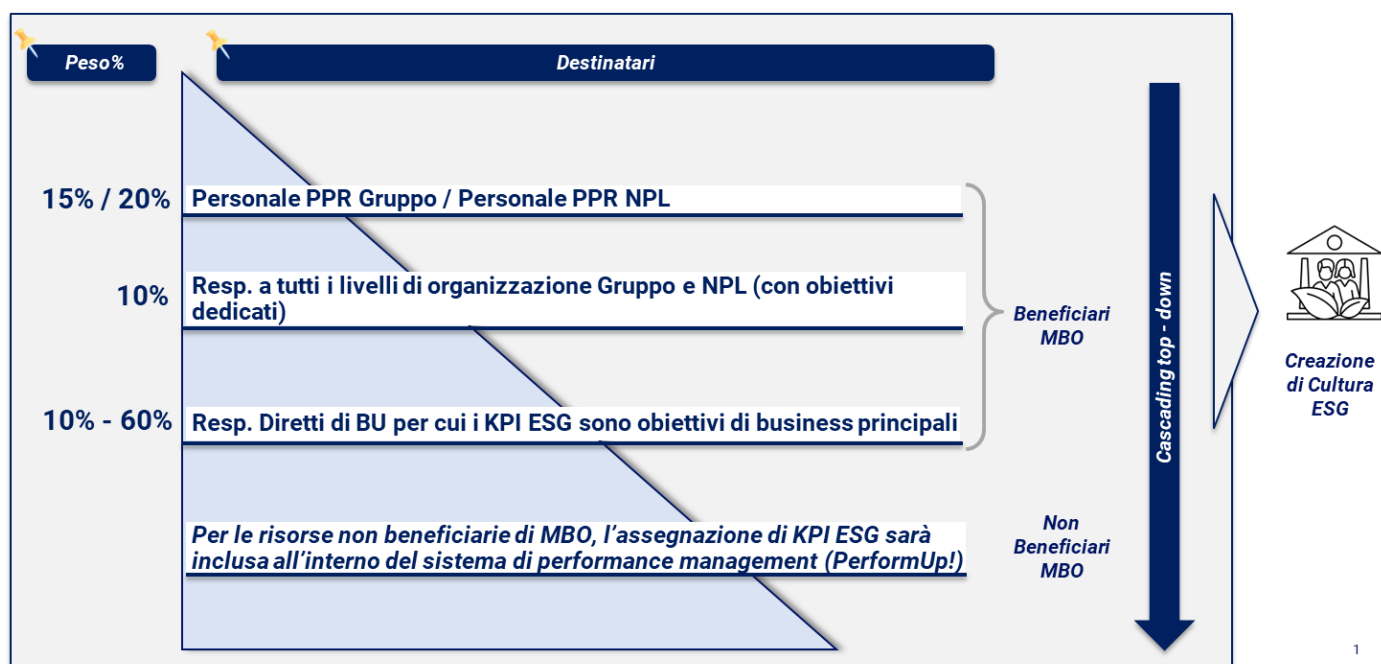 Peso%
Destinatari
15% / 20%
Personale PPR Gruppo / Personale PPR NPL
10%
Resp. a tutti i livelli di organizzazione Gruppo e NPL (con obiettivi
dedicati)
10% - 60%
Resp. Diretti di BU per cui i KPI ESG sono obiettivi di business principali
Per le risorse non beneficiarie di MBO, l’assegnazione di KPI ESG sarà
inclusa all’interno del sistema di performance management (PerformUp!)
Beneficiari
MBO
Non
Beneficiari
MBO
Cascading top - down
Creazione
di Cultura
ESG
1